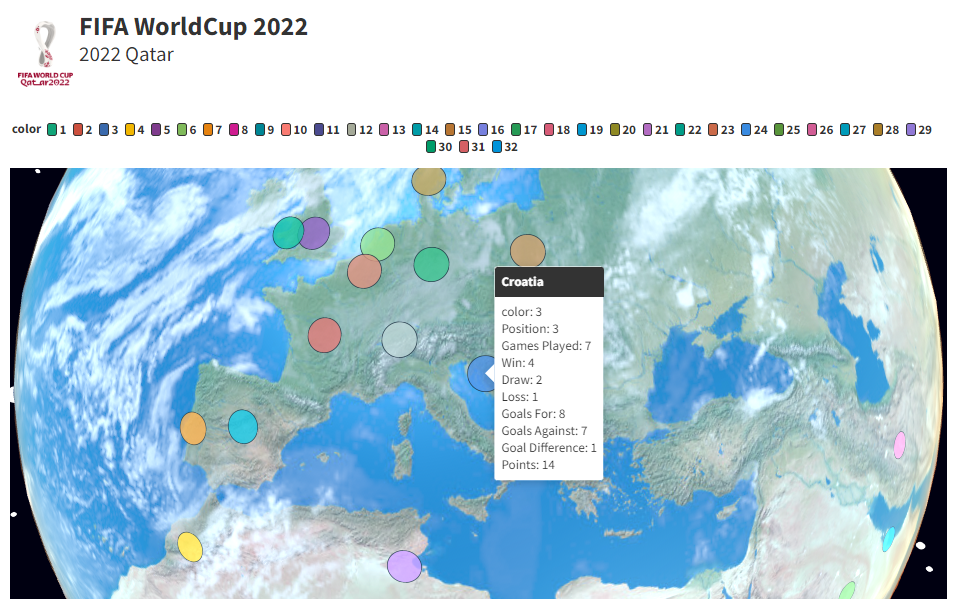 FIFA WorldCup 2022
2022 Qatar
FIFA WORLD CUP
Qat_ar2022
color 1 2 3 4 5 6 7 8 9 10 11 12 13 14 15 16 17 18 19 20 21 22 23 24 25 26 27 28 29
30 31 32
Croatia
color: 3
Position: 3
Games Played: 7
Win: 4
Draw: 2
Loss: 1
Goals For: 8
Goals Against: 7
Goal Difference: 1
Points: 14